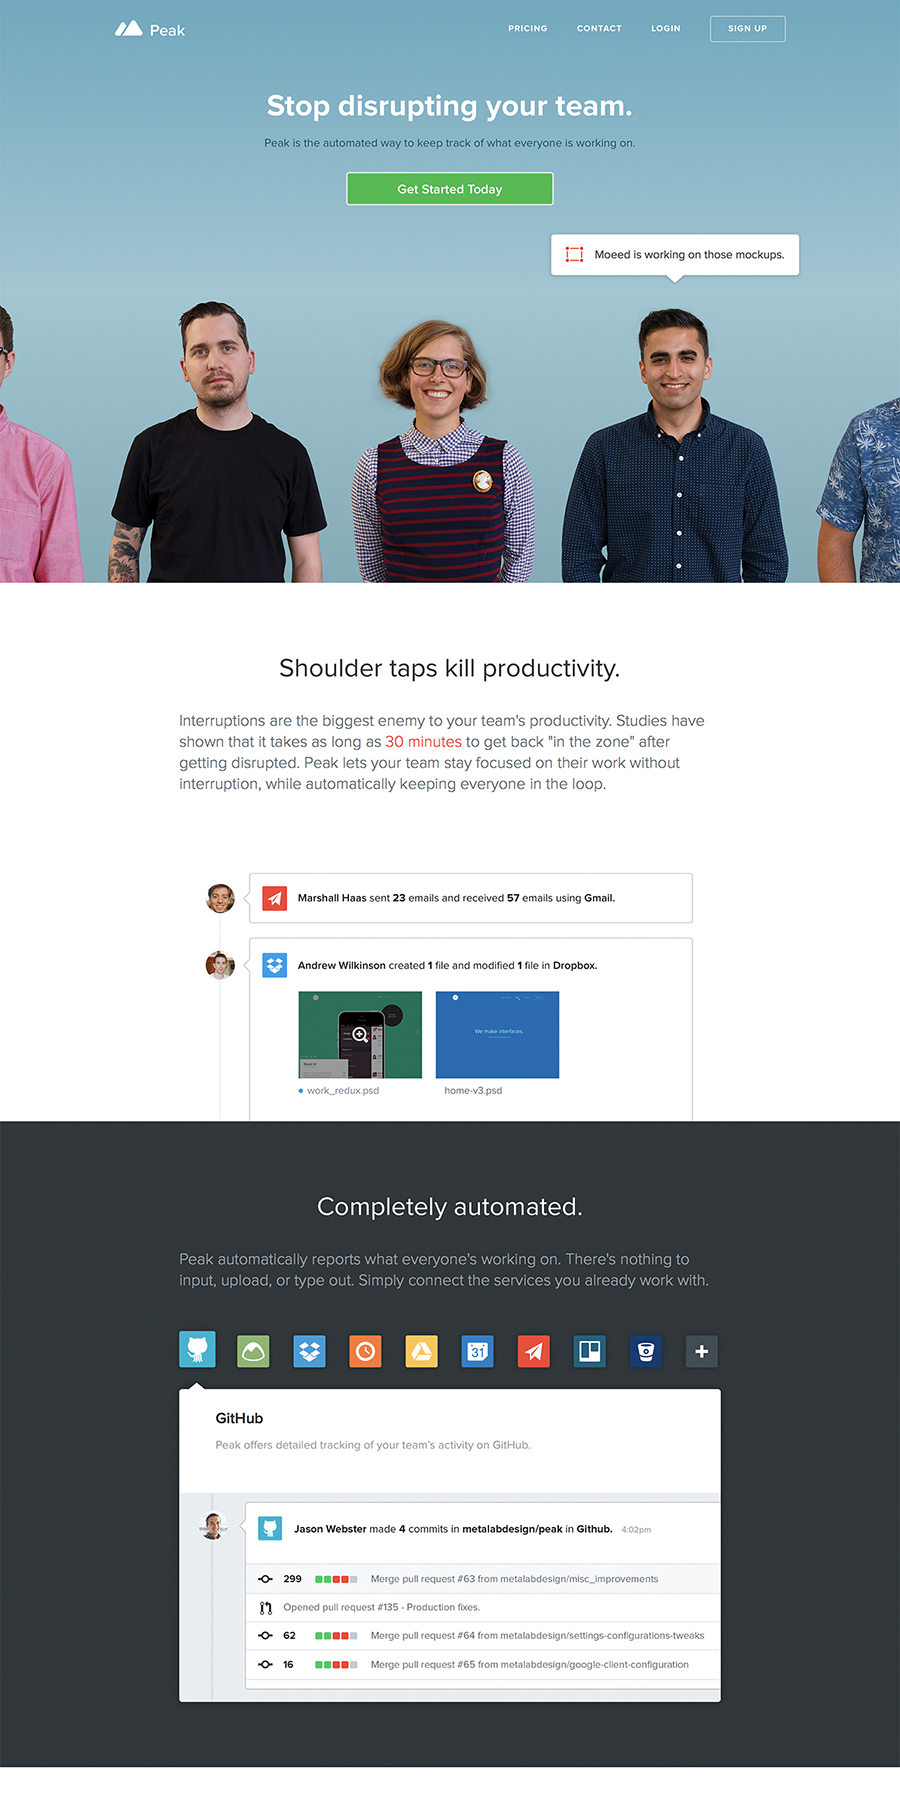 Peak
PRICING
CONTACT
LOGIN
SIGN UP
Stop disrupting your team.
Peak is the automated way to keep track of what everyone is working on.
Get Started Today
Moeed is working on those mockups.
Shoulder taps kill productivity.
Interruptions are the biggest enemy to your team's productivity. Studies have
shown that it takes as long as 30 minutes to get back "in the zone" after
getting disrupted. Peak lets your team stay focused on their work without
interruption, while automatically keeping everyone in the loop.
Marshall Haas sent 23 emails and received 57 emails using Gmail.
Andrew Wilkinson created 1 file and modified 1 file in Dropbox.
We make interfaces.
work_redux.psd
home-v3.psd
Completely automated.
Peak automatically reports what everyone's working on. There's nothing to
input, upload, or type out. Simply connect the services you already work with.
31
GitHub
Peak offers detailed tracking of your team's activity on GitHub.
Jason Webster made 4 commits in metalabdesign/peak in Github. 4:02pm
299 Merge pull request #63 from metalabdesign/misc_improvements
Opened pull request #135 - Production fixes.
62 Merge pull request #64 from metalabdesign/settings-configurations-tweaks
16 Merge pull request #65 from metalabdesign/google-client-configuration